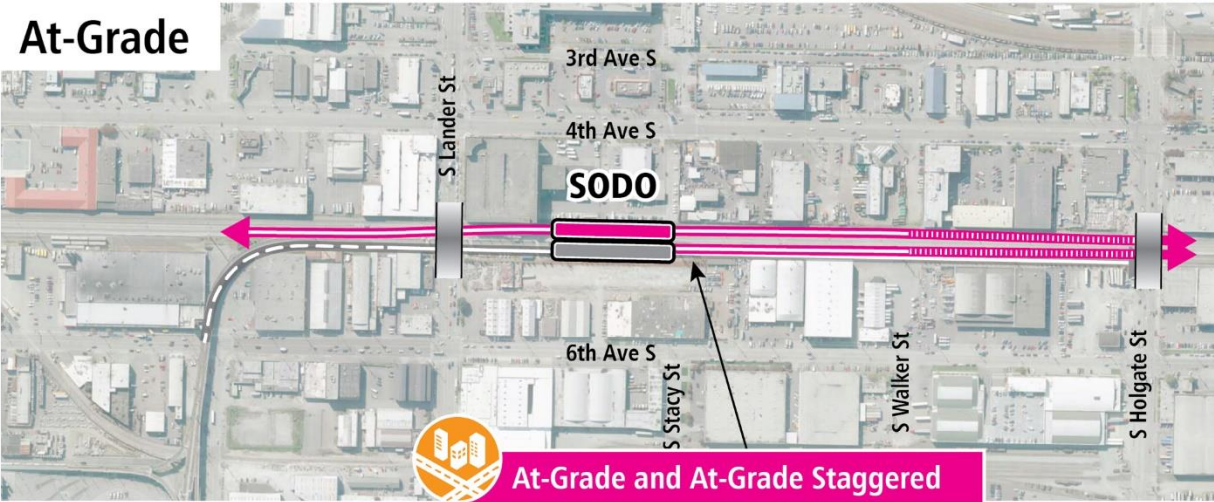 At-Grade
3rd Ave S
S Lander St
4th Ave S
SODO
6th Ave S
S Stacy St
S Walker St
S Holgate St
At-Grade and At-Grade Staggered